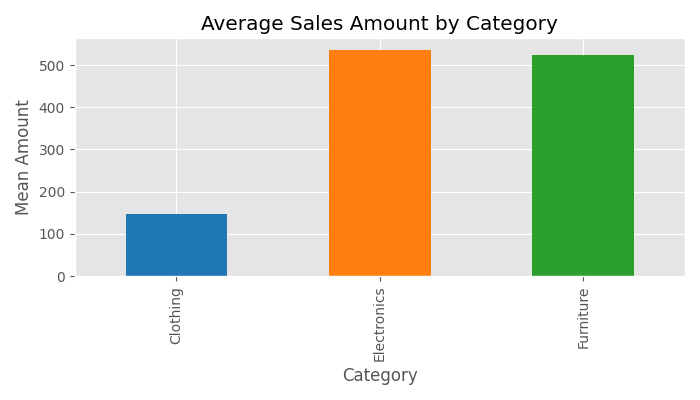 Average Sales Amount by Category
Mean Amount
500
400
300
200
100
0
Clothing
Electronics
Furniture
Category